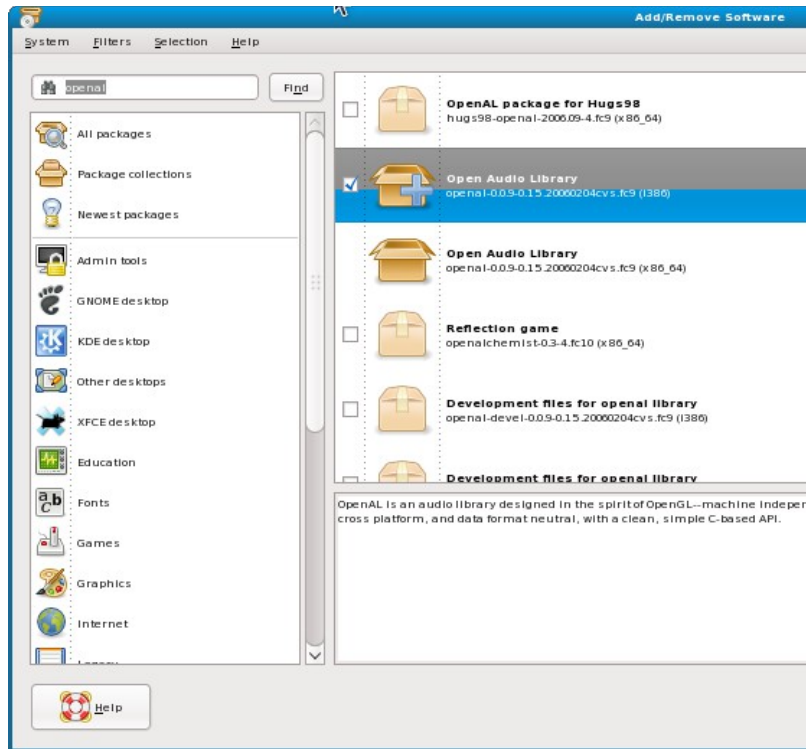 Add/Remove Software
System Filters Selection Help
openal
Find
All packages
Package collections
Newest packages
Admin tools
GNOME desktop
KDE desktop
Other desktops
XFCE desktop
Education
Fonts
Games
Graphics
Internet
Legacy
OpenAL package for Hugs98
hugs98-openal-2006.09-4.fc9 (x86_64)
Open Audio Library
openal-0.0.9-0.15.20060204cvs.fc9 (i386)
Open Audio Library
openal-0.0.9-0.15.20060204cvs.fc9 (x86_64)
Reflection game
openalchemist-0.3-4.fc10 (x86_64)
Development files for openal library
openal-devel-0.0.9-0.15.20060204cvs.fc9 (i386)
Development files for openal library
OpenAL is an audio library designed in the spirit of OpenGL--machine indepen
cross platform, and data format neutral, with a clean, simple C-based API.
Help